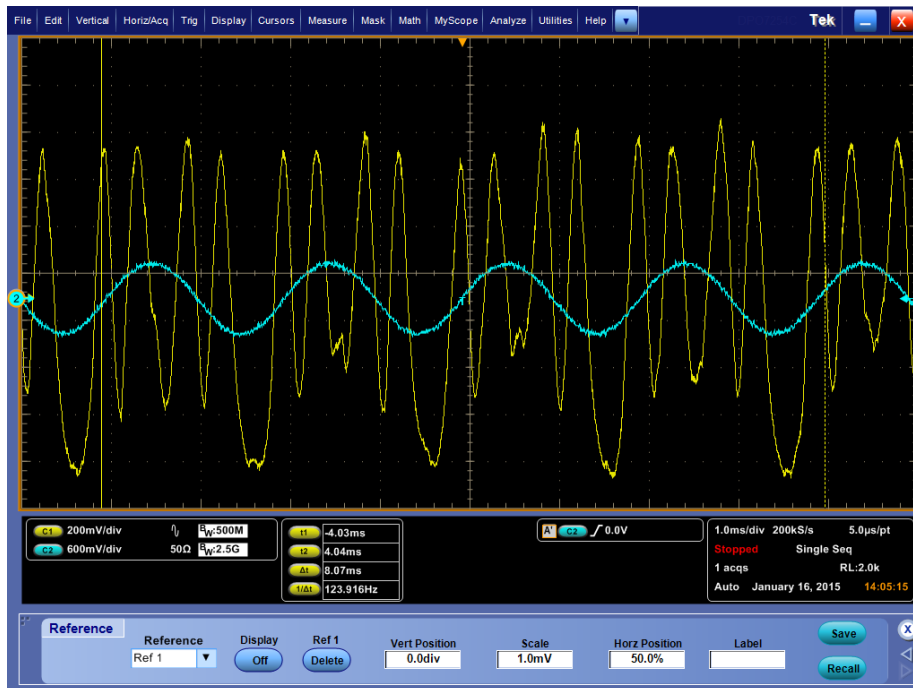 File Edit Vertical Horiz/Acq Trig Display Cursors Measure Mask Math MyScope Analyze Utilities Help Tek X
2
C1 200mV/div BW:500M
C2 600mV/div 50Ω BW:2.5G
t1 -4.03ms
t2 4.04ms
Δt 8.07ms
1/Δt 123.916Hz
A' C2 0.0V
1.0ms/div 200kS/s 5.0µs/pt
Stopped Single Seq
1 acqs RL:2.0k
Auto January 16, 2015 14:05:15
Reference
Reference Display Ref 1 Vert Position Scale Horz Position Label Save
Ref 1 Off Delete 0.0div 1.0mV 50.0% Recall
X